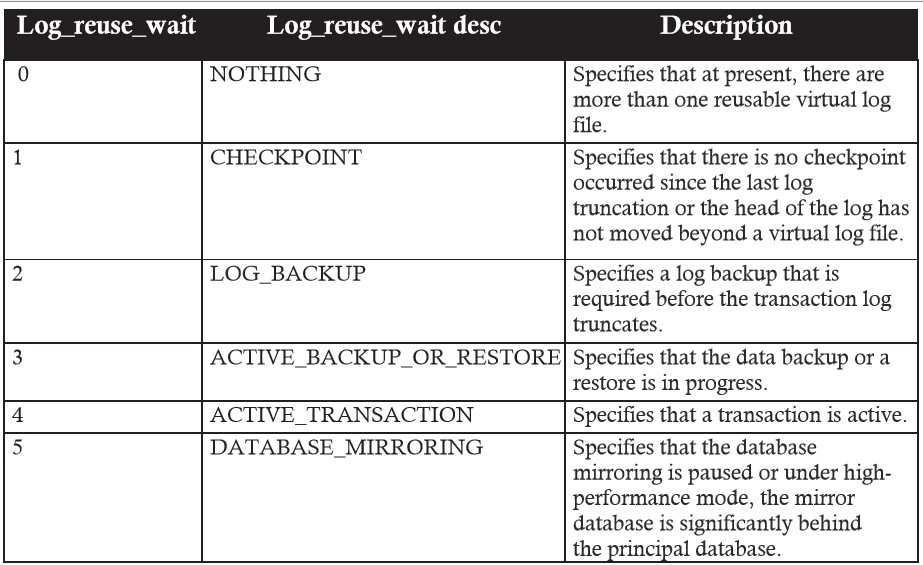 Log_reuse_wait Log_reuse_wait desc Description
0 NOTHING Specifies that at present, there are
more than one reusable virtual log
file.
1 CHECKPOINT Specifies that there is no checkpoint
occurred since the last log
truncation or the head of the log has
not moved beyond a virtual log file.
2 LOG_BACKUP Specifies a log backup that is
required before the transaction log
truncates.
3 ACTIVE_BACKUP_OR_RESTORE Specifies that the data backup or a
restore is in progress.
4 ACTIVE_TRANSACTION Specifies that a transaction is active.
5 DATABASE_MIRRORING Specifies that the database
mirroring is paused or under high-
performance mode, the mirror
database is significantly behind
the principal database.